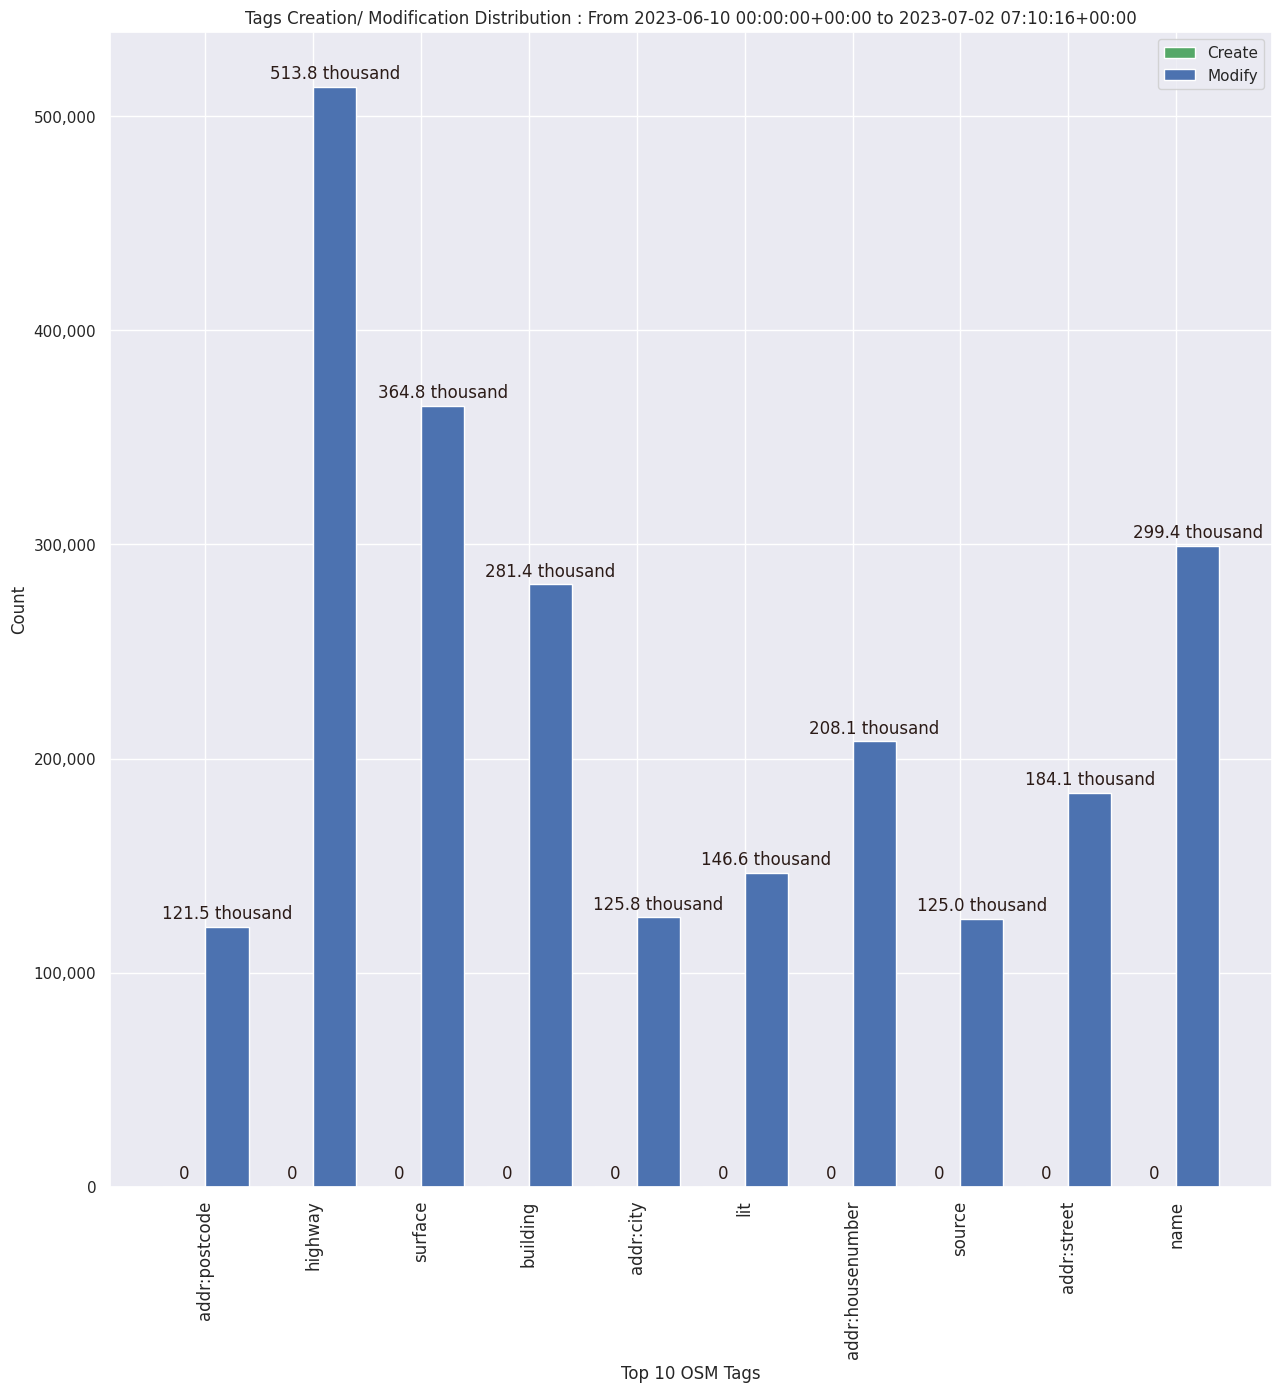 Tags Creation/ Modification Distribution : From 2023-06-10 00:00:00+00:00 to 2023-07-02 07:10:16+00:00
Create
Modify
Count
500,000
400,000
300,000
200,000
100,000
0
121.5 thousand
513.8 thousand
364.8 thousand
281.4 thousand
125.8 thousand
146.6 thousand
208.1 thousand
125.0 thousand
184.1 thousand
299.4 thousand
0
0
0
0
0
0
0
0
0
0
addr:postcode
highway
surface
building
addr:city
lit
addr:housenumber
source
addr:street
name
Top 10 OSM Tags